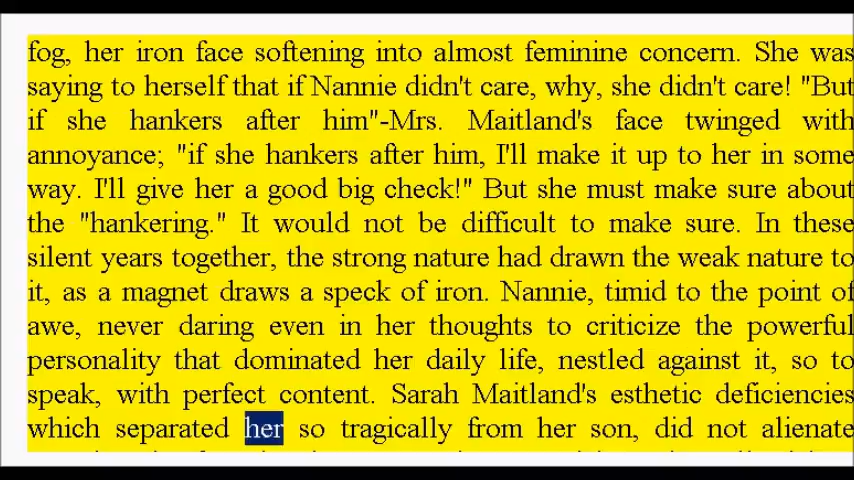 fog, her iron face softening into almost feminine concern. She was
saying to herself that if Nannie didn't care, why, she didn't care! "But
if she hankers after him"-Mrs. Maitland's face twinged with
annoyance; "if she hankers after him, I'll make it up to her in some
way. I'll give her a good big check!" But she must make sure about
the "hankering." It would not be difficult to make sure. In these
silent years together, the strong nature had drawn the weak nature to
it, as a magnet draws a speck of iron. Nannie, timid to the point of
awe, never daring even in her thoughts to criticize the powerful
personality that dominated her daily life, nestled against it, so to
speak, with perfect content. Sarah Maitland's esthetic deficiencies
which separated her so tragically from her son, did not alienate